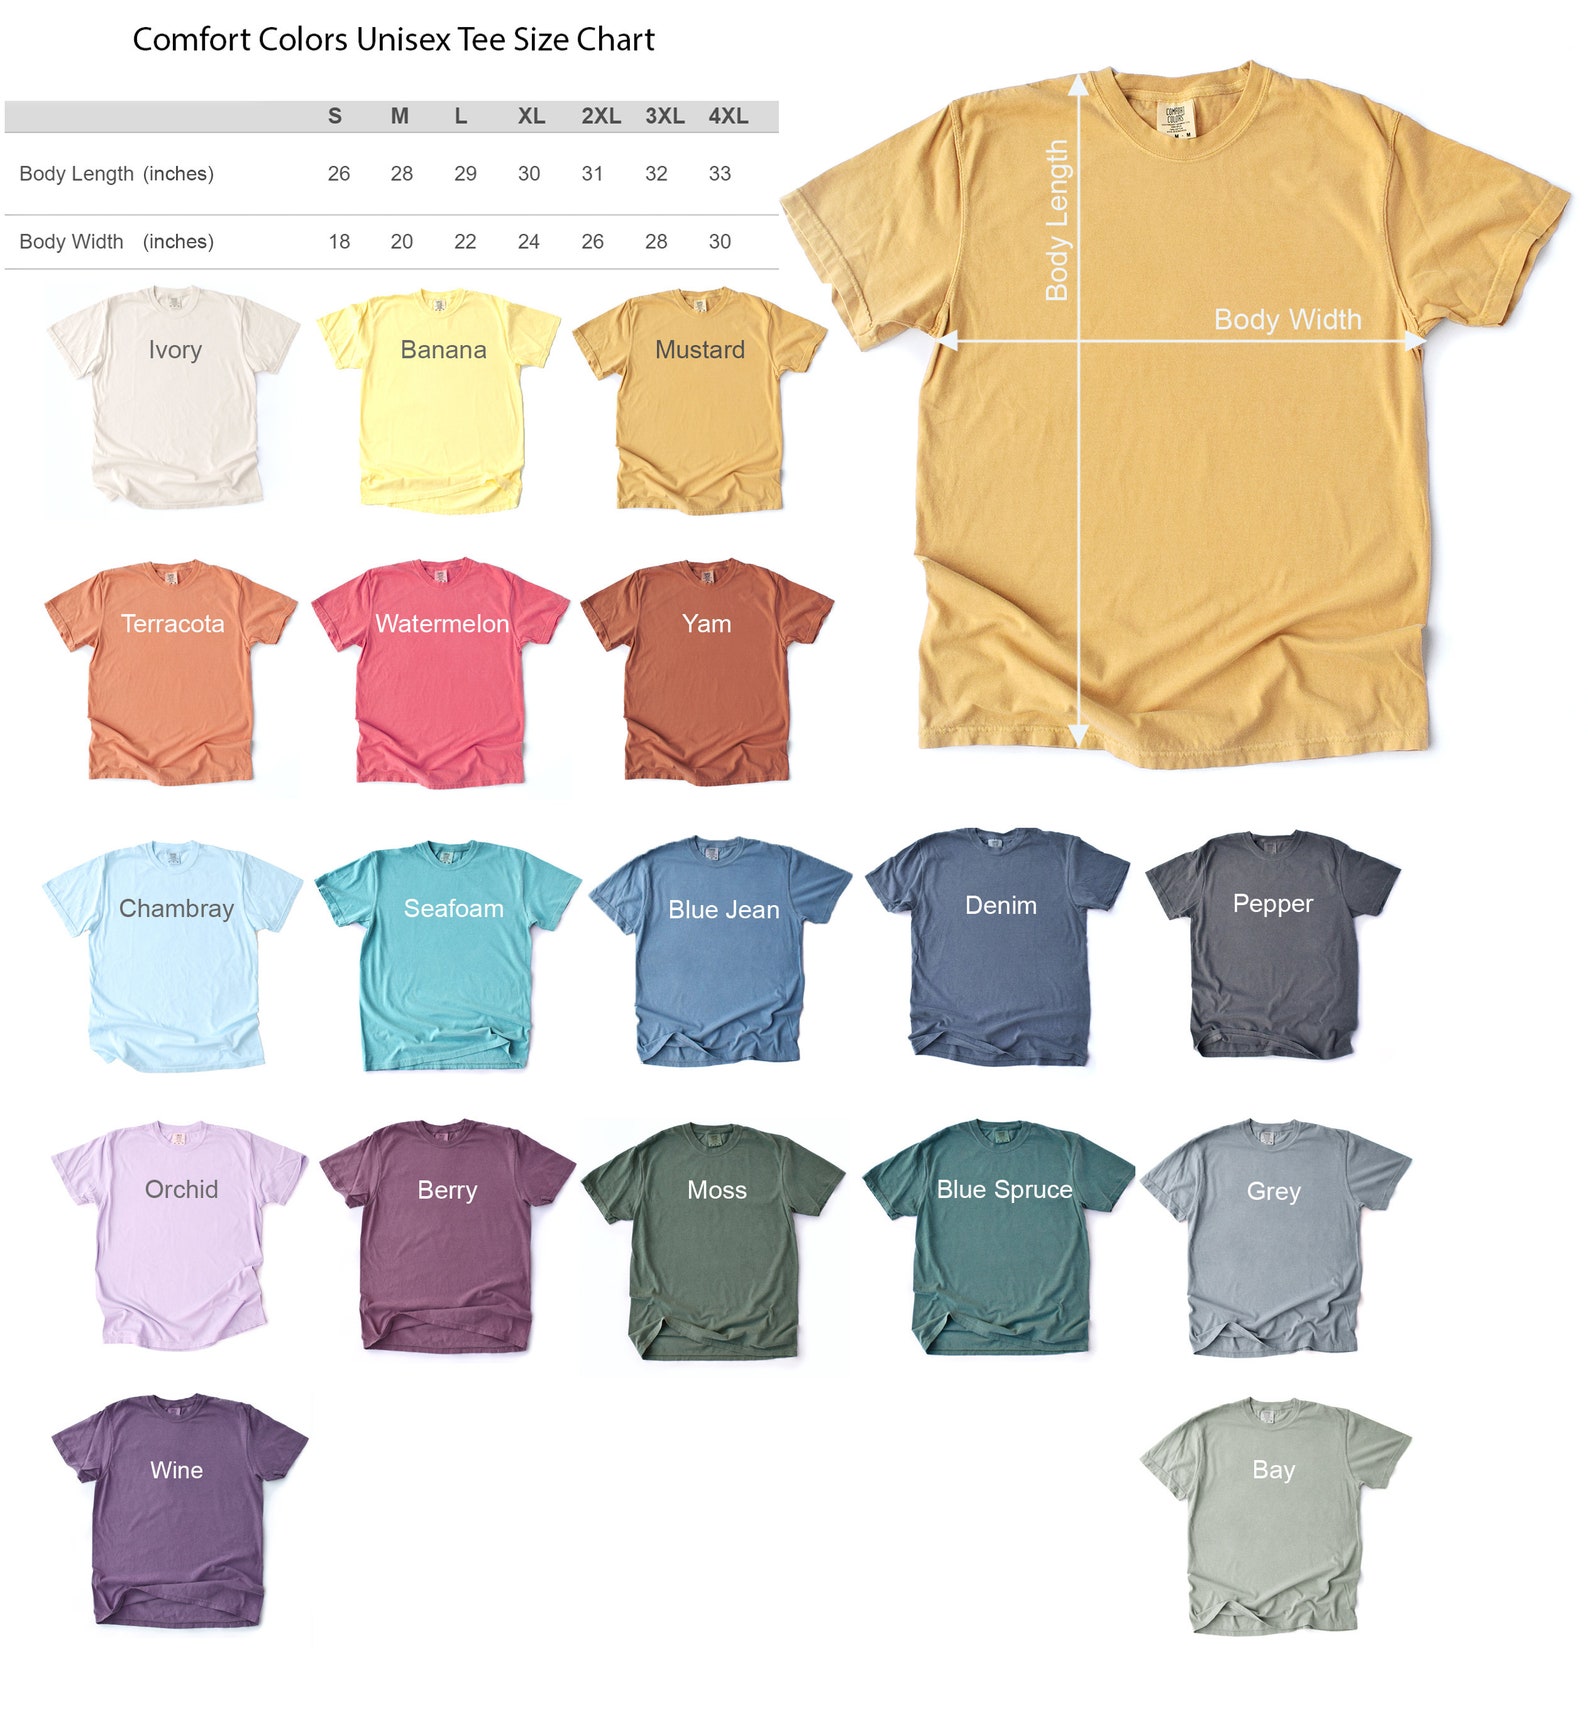 Comfort Colors Unisex Tee Size Chart
S M L XL 2XL 3XL 4XL
Body Length (inches) 26 28 29 30 31 32 33
Body Width (inches) 18 20 22 24 26 28 30
COMFORT
COLORS
Body Length
Body Width
Ivory
Banana
Mustard
Terracota
Watermelon
Yam
Chambray
Seafoam
Blue Jean
Denim
Pepper
Orchid
Berry
Moss
Blue Spruce
Grey
Wine
Bay